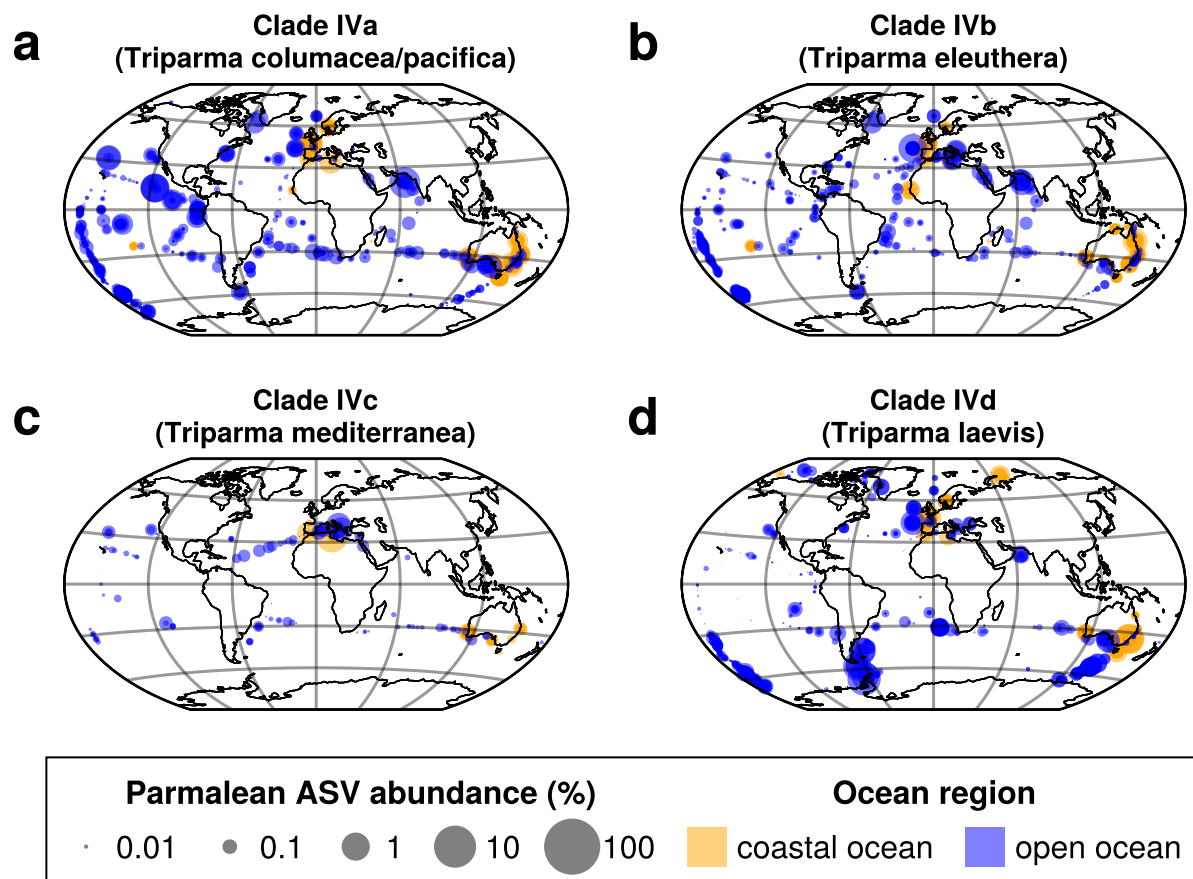 a
Clade IVa
(Triparma columacea/pacifica)
b
Clade IVb
(Triparma eleuthera)
c
Clade IVc
(Triparma mediterranea)
d
Clade IVd
(Triparma laevis)
Parmalean ASV abundance (%)
0.01 0.1 1 10 100
Ocean region
coastal ocean open ocean